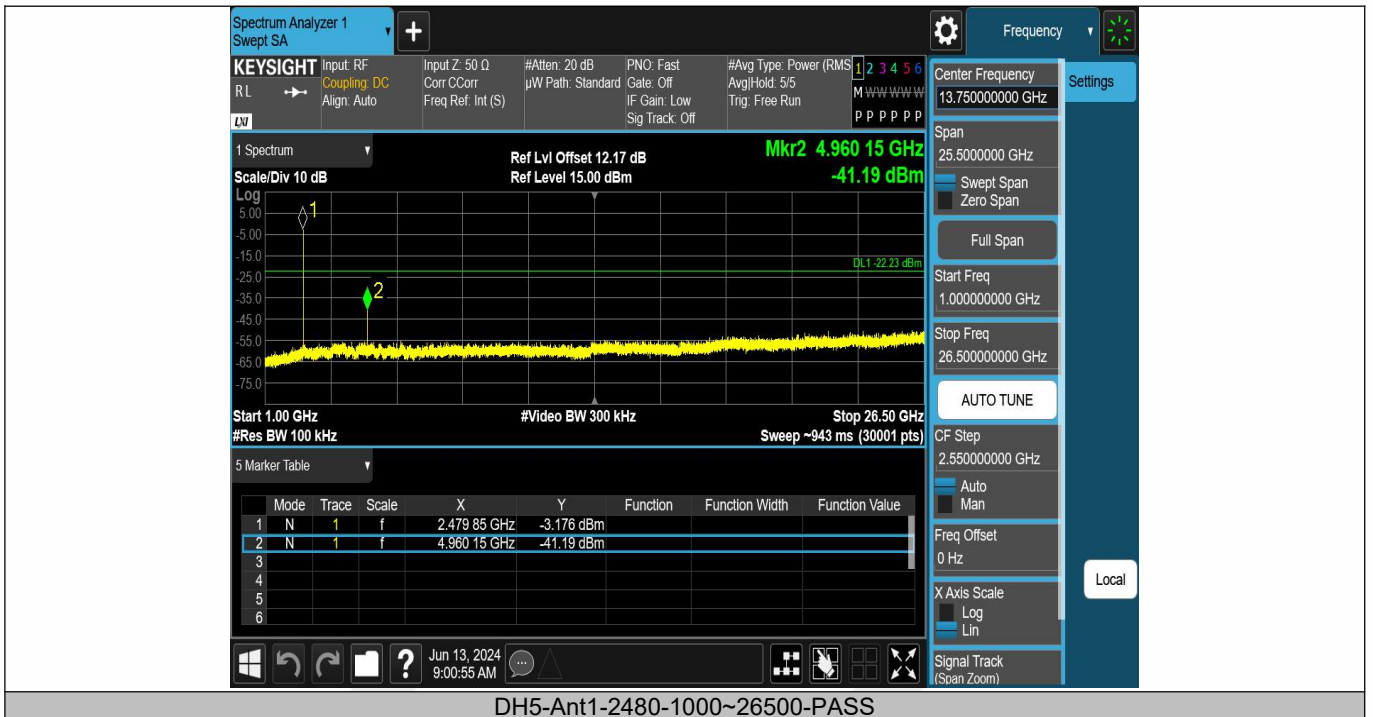 Spectrum Analyzer 1
Swept SA
+
Frequency
KEYSIGHT
RL
LXI
Input: RF
Coupling: DC
Align: Auto
Input Z: 50 Ω
Corr CCorr
Freq Ref: Int (S)
#Atten: 20 dB
µW Path: Standard
PNO: Fast
Gate: Off
IF Gain: Low
Sig Track: Off
#Avg Type: Power (RMS
Avg|Hold: 5/5
Trig: Free Run
1 2 3 4 5 6
M W W W W W
P P P P P P
1 Spectrum
Scale/Div 10 dB
Ref Lvl Offset 12.17 dB
Ref Level 15.00 dBm
Mkr2 4.960 15 GHz
-41.19 dBm
Log
5.00
-5.00
-15.0
-25.0
-35.0
-45.0
-55.0
-65.0
-75.0
1
2
DL1 -22.23 dBm
Start 1.00 GHz
#Video BW 300 kHz
Stop 26.50 GHz
#Res BW 100 kHz
Sweep ~943 ms (30001 pts)
5 Marker Table
Mode Trace Scale X Y Function Function Width Function Value
1 N 1 f 2.479 85 GHz -3.176 dBm
2 N 1 f 4.960 15 GHz -41.19 dBm
3
4
5
6
?
Jun 13, 2024
9:00:55 AM
Center Frequency
13.750000000 GHz
Settings
Span
25.5000000 GHz
Swept Span
Zero Span
Full Span
Start Freq
1.000000000 GHz
Stop Freq
26.500000000 GHz
AUTO TUNE
CF Step
2.550000000 GHz
Auto
Man
Freq Offset
0 Hz
X Axis Scale
Log
Lin
Local
Signal Track
(Span Zoom)
DH5-Ant1-2480-1000~26500-PASS